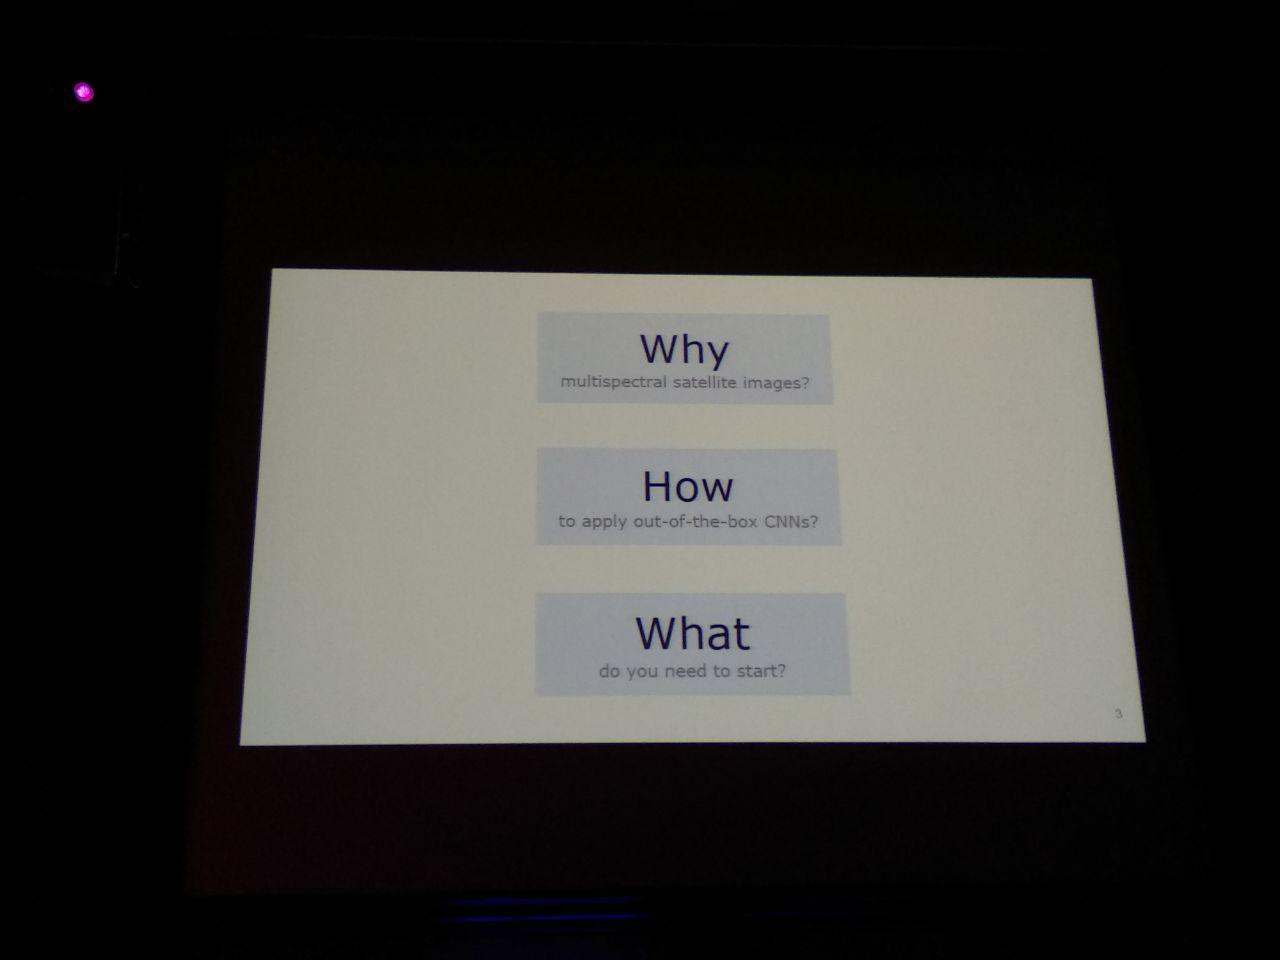 Why
multispectral satellite images?
How
to apply out-of-the-box CNNs?
What
do you need to start?
3